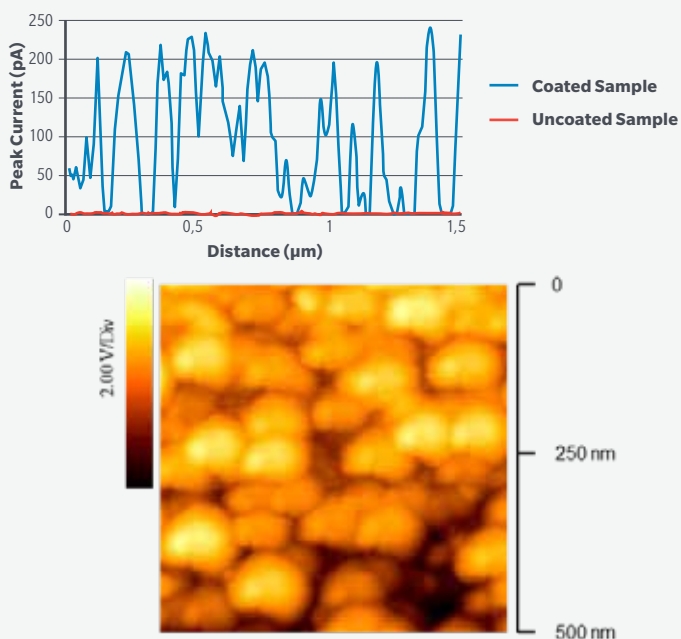 250
200
150
100
50
0
Peak Current (pA)
0 0,5 1 1,5
Distance (µm)
Coated Sample
Uncoated Sample
2.00 V/Div
0
250 nm
500 nm